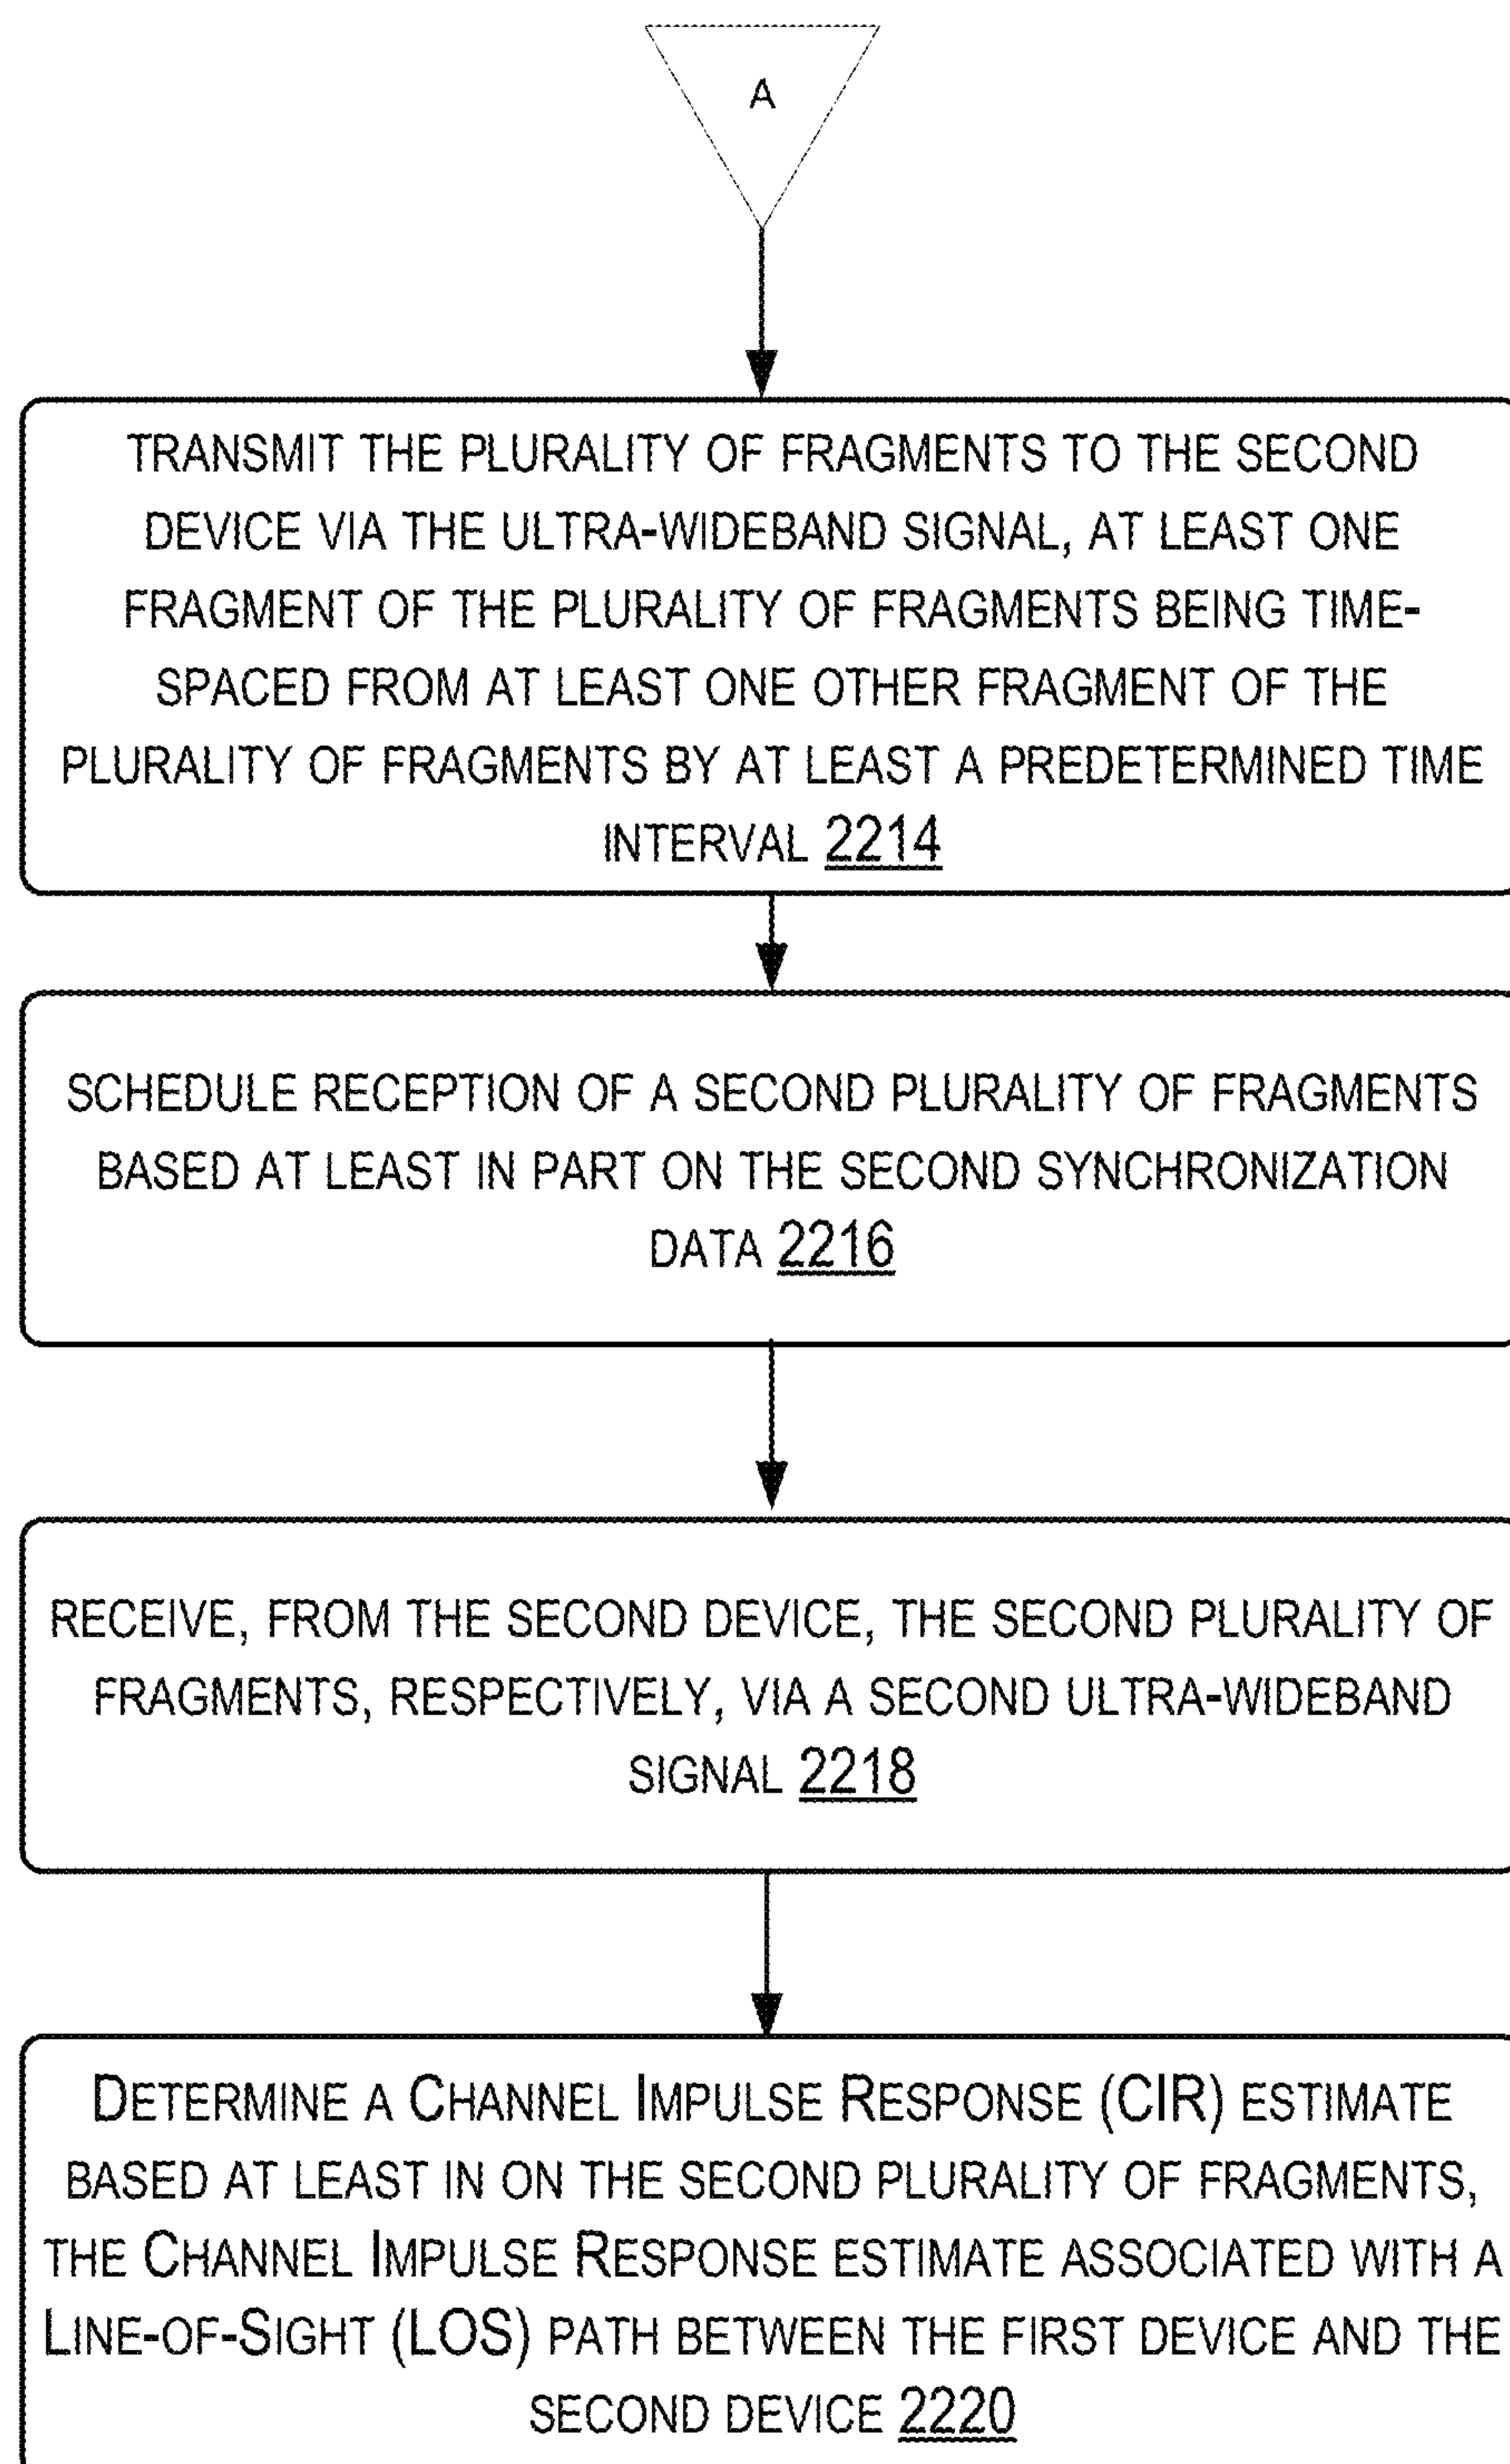 A
TRANSMIT THE PLURALITY OF FRAGMENTS TO THE SECOND
DEVICE VIA THE ULTRA-WIDEBAND SIGNAL, AT LEAST ONE
FRAGMENT OF THE PLURALITY OF FRAGMENTS BEING TIME-
SPACED FROM AT LEAST ONE OTHER FRAGMENT OF THE
PLURALITY OF FRAGMENTS BY AT LEAST A PREDETERMINED TIME
INTERVAL 2214
SCHEDULE RECEPTION OF A SECOND PLURALITY OF FRAGMENTS
BASED AT LEAST IN PART ON THE SECOND SYNCHRONIZATION
DATA 2216
RECEIVE, FROM THE SECOND DEVICE, THE SECOND PLURALITY OF
FRAGMENTS, RESPECTIVELY, VIA A SECOND ULTRA-WIDEBAND
SIGNAL 2218
DETERMINE A CHANNEL IMPULSE RESPONSE (CIR) ESTIMATE
BASED AT LEAST IN ON THE SECOND PLURALITY OF FRAGMENTS,
THE CHANNEL IMPULSE RESPONSE ESTIMATE ASSOCIATED WITH A
LINE-OF-SIGHT (LOS) PATH BETWEEN THE FIRST DEVICE AND THE
SECOND DEVICE 2220